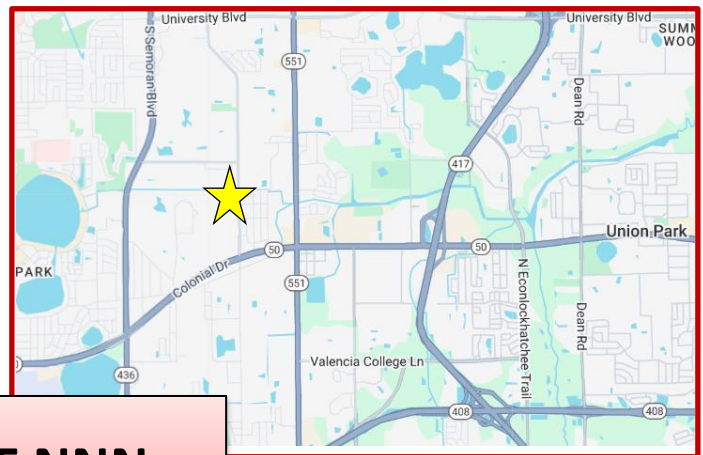 University Blvd
University Blvd
SUMM
WOO
S Semoran Blvd
551
Dean Rd
417
Union Park
50
50
PARK
Colonial Dr
551
N Econlockhatchee Trail
Dean Rd
Valencia College Ln
436
408
408
NNN